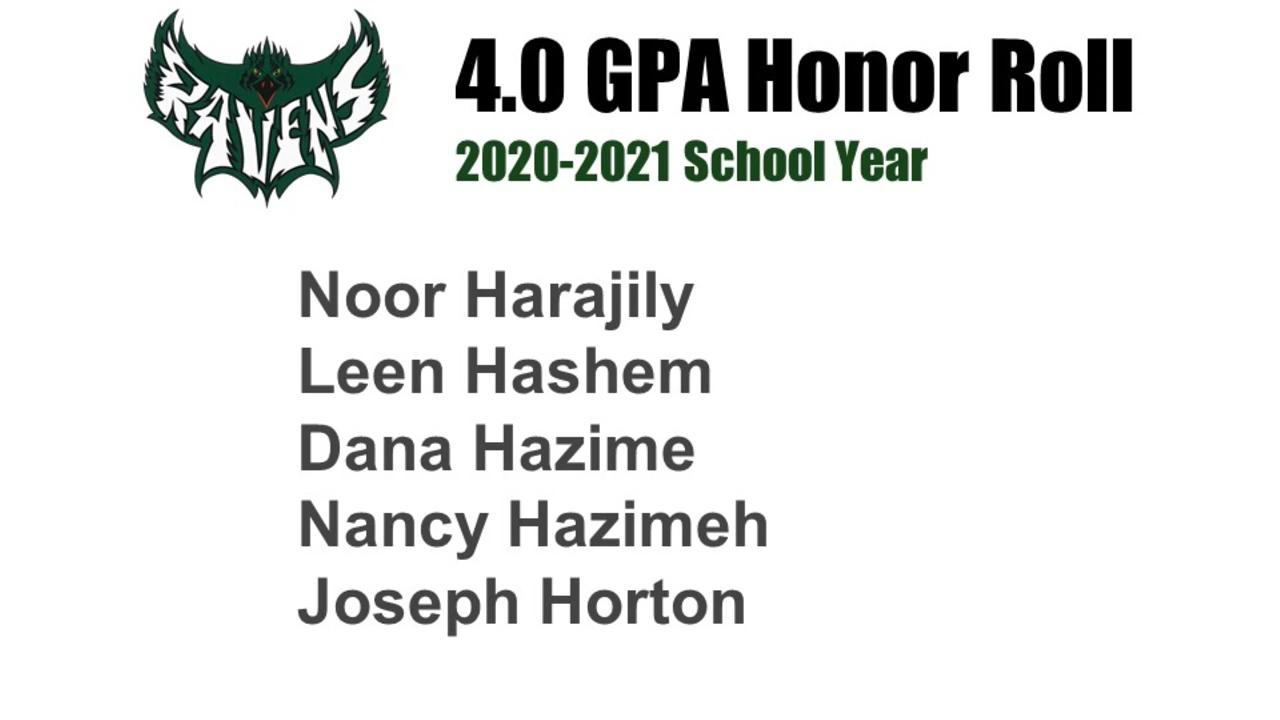 RAVENS
4.0 GPA Honor Roll
2020-2021 School Year
Noor Harajily
Leen Hashem
Dana Hazime
Nancy Hazimeh
Joseph Horton